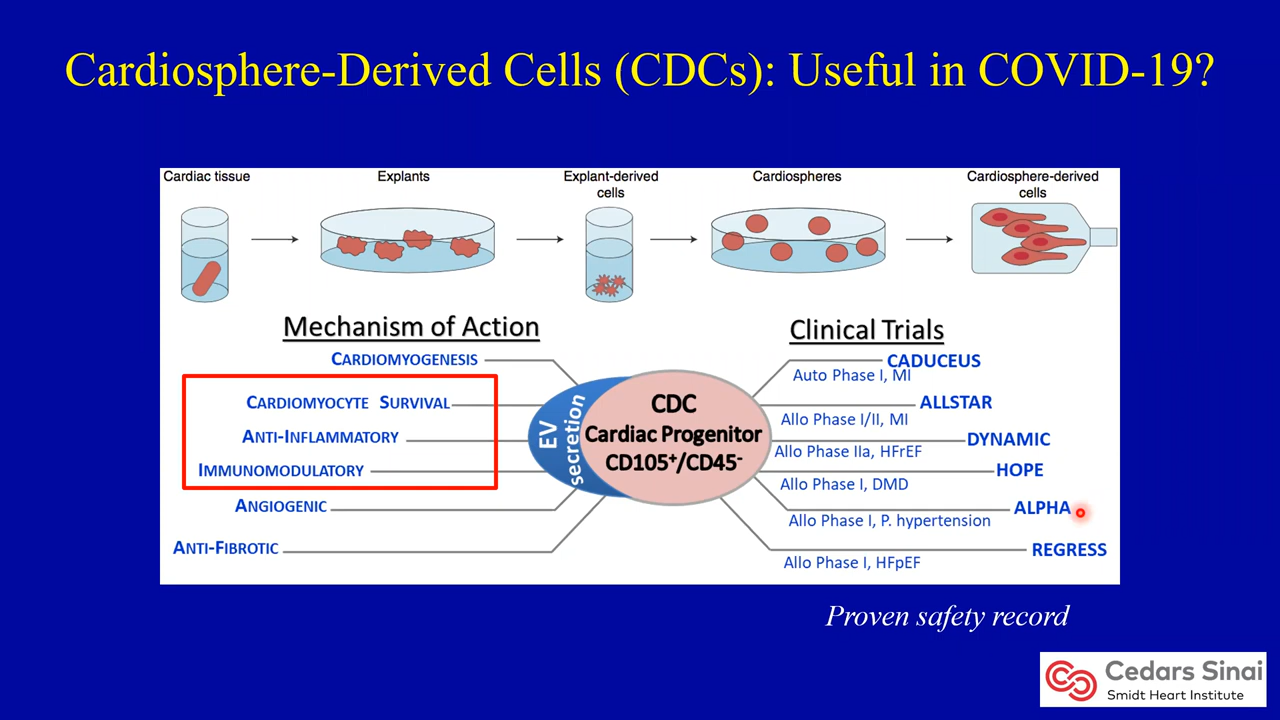 Cardiosphere-Derived Cells (CDCs): Useful in COVID-19?
Cardiac tissue
Explants
Explant-derived
cells
Cardiospheres
Cardiosphere-derived
cells
Mechanism of Action
Clinical Trials
CARDIOMYOGENESIS
CARDIOMYOCYTE SURVIVAL
ANTI-INFLAMMATORY
IMMUNOMODULATORY
ANGIOGENIC
ANTI-FIBROTIC
EV
secretion
CDC
Cardiac Progenitor
CD105⁺/CD45⁻
CADUCEUS
Auto Phase I, MI
ALLSTAR
Allo Phase I/II, MI
DYNAMIC
Allo Phase IIa, HFrEF
HOPE
Allo Phase I, DMD
ALPHA
Allo Phase I, P. hypertension
REGRESS
Allo Phase I, HFpEF
Proven safety record
Cedars Sinai
Smidt Heart Institute